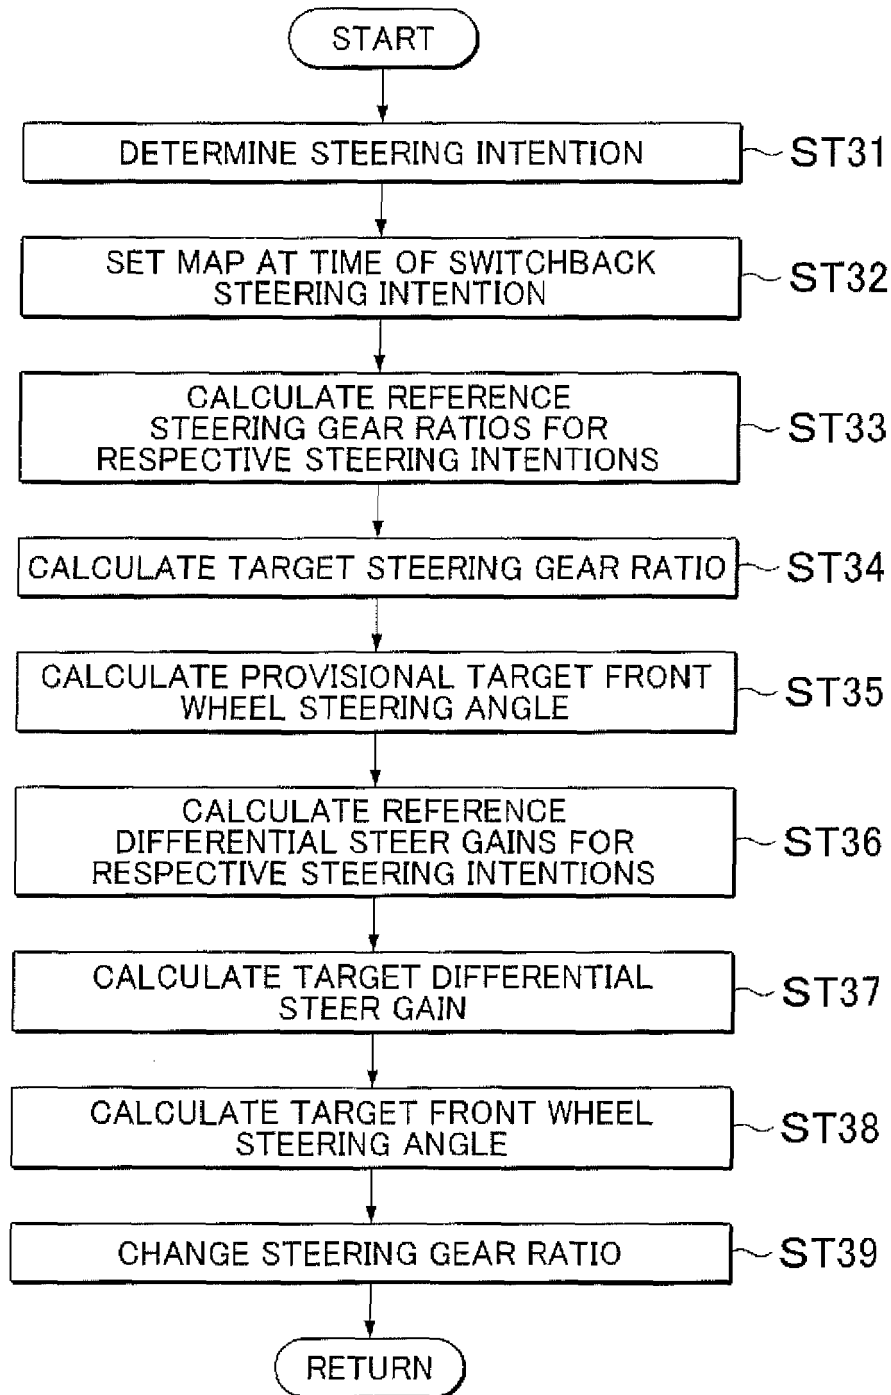 START
DETERMINE STEERING INTENTION
ST31
SET MAP AT TIME OF SWITCHBACK
STEERING INTENTION
ST32
CALCULATE REFERENCE
STEERING GEAR RATIOS FOR
RESPECTIVE STEERING INTENTIONS
ST33
CALCULATE TARGET STEERING GEAR RATIO
ST34
CALCULATE PROVISIONAL TARGET FRONT
WHEEL STEERING ANGLE
ST35
CALCULATE REFERENCE
DIFFERENTIAL STEER GAINS FOR
RESPECTIVE STEERING INTENTIONS
ST36
CALCULATE TARGET DIFFERENTIAL
STEER GAIN
ST37
CALCULATE TARGET FRONT WHEEL
STEERING ANGLE
ST38
CHANGE STEERING GEAR RATIO
ST39
RETURN